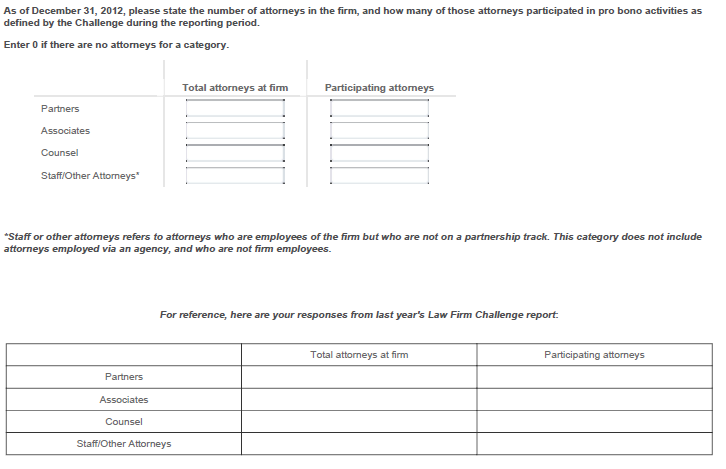 As of December 31, 2012, please state the number of attorneys in the firm, and how many of those attorneys participated in pro bono activities as
defined by the Challenge during the reporting period.
Enter 0 if there are no attorneys for a category.
Total attorneys at firm Participating attorneys
Partners
Associates
Counsel
Staff/Other Attorneys*
*Staff or other attorneys refers to attorneys who are employees of the firm but who are not on a partnership track. This category does not include
attorneys employed via an agency, and who are not firm employees.
For reference, here are your responses from last year's Law Firm Challenge report:
Total attorneys at firm Participating attorneys
Partners
Associates
Counsel
Staff/Other Attorneys